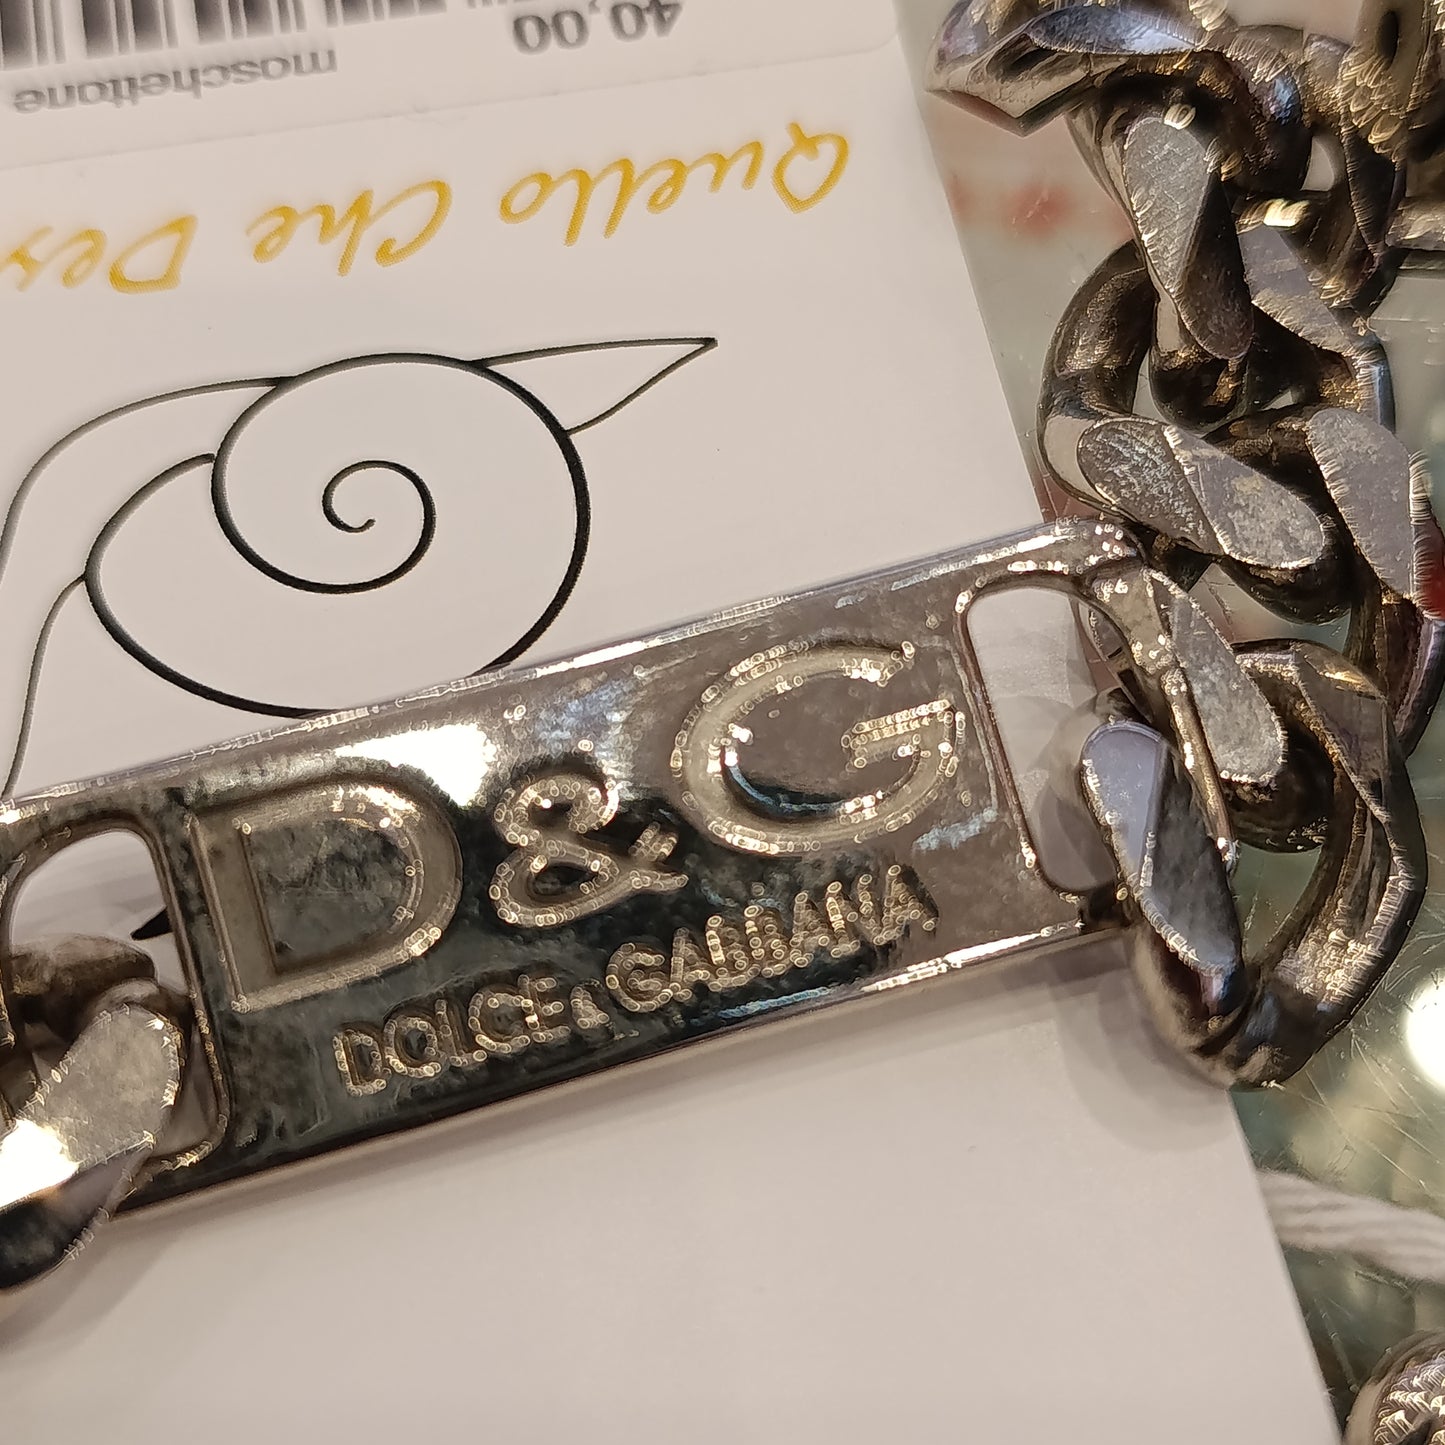 40,00
moschettone
Quello Che Des
D&G
DOLCE & GABBANA